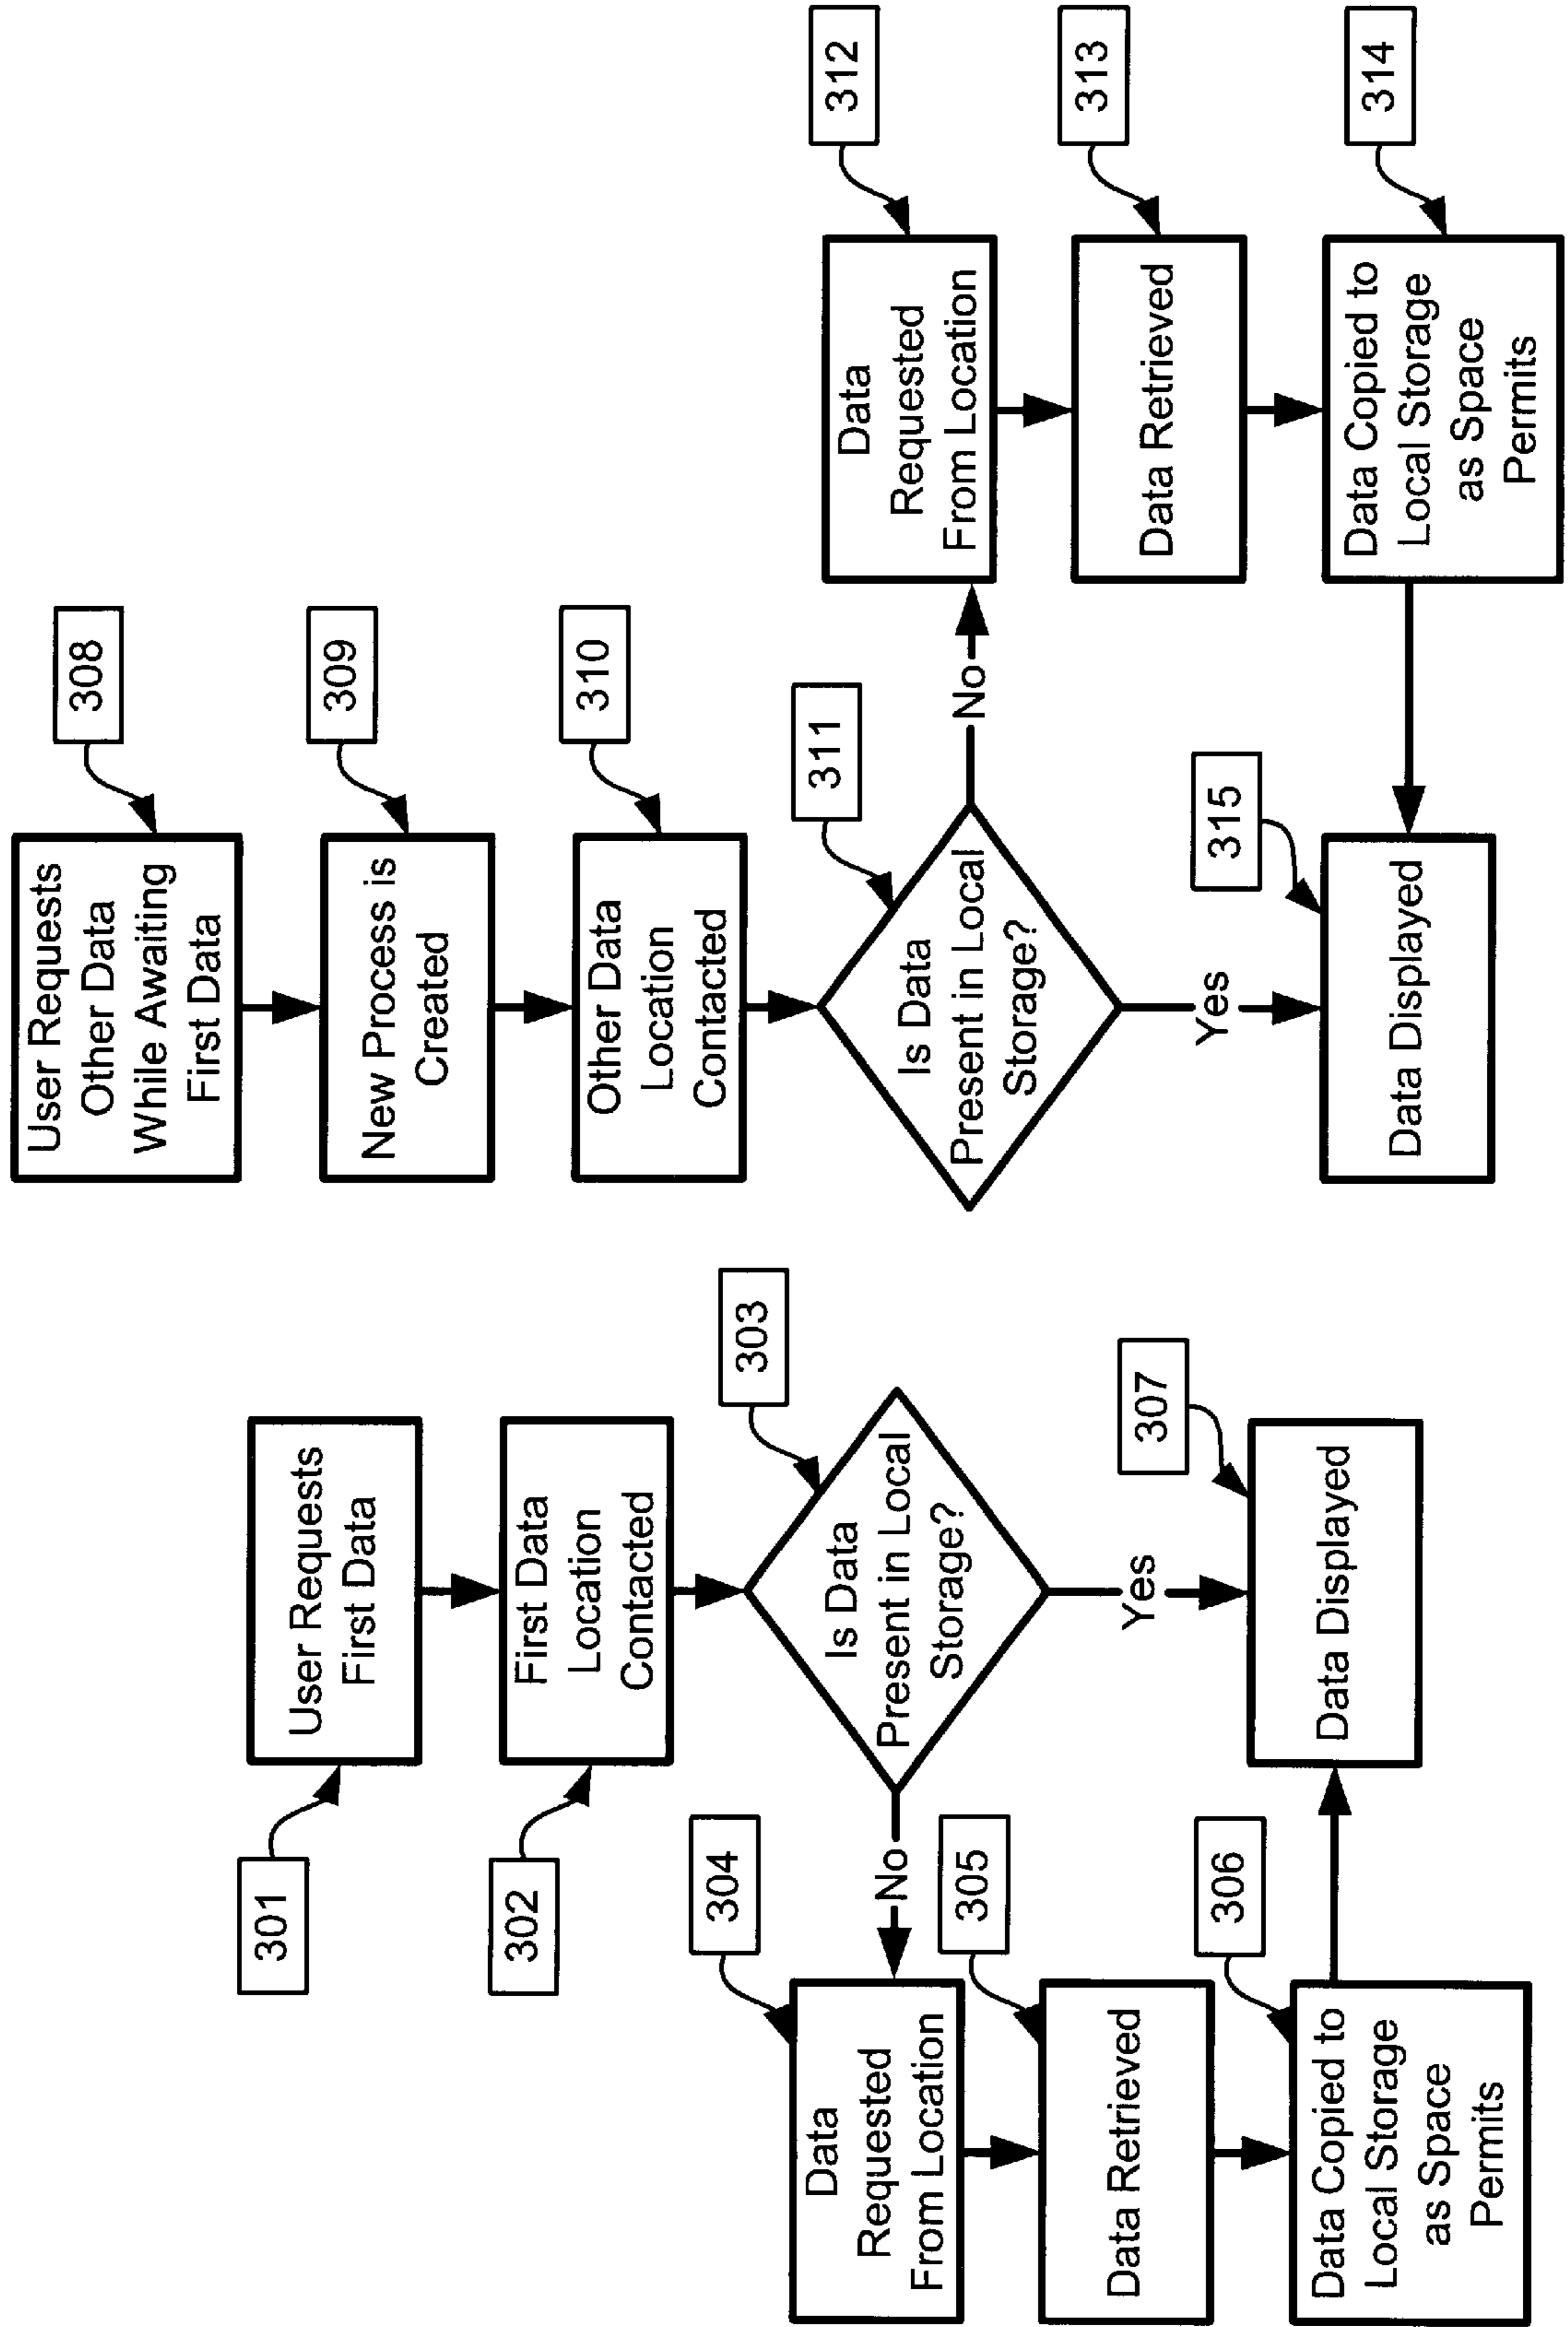 301
User Requests
First Data
302
First Data
Location
Contacted
303
Is Data
Present in Local
Storage?
No
Yes
304
Data
Requested
From Location
305
Data Retrieved
306
Data Copied to
Local Storage
as Space
Permits
307
Data Displayed
308
User Requests
Other Data
While Awaiting
First Data
309
New Process is
Created
310
Other Data
Location
Contacted
311
Is Data
Present in Local
Storage?
No
Yes
312
Data
Requested
From Location
313
Data Retrieved
314
Data Copied to
Local Storage
as Space
Permits
315
Data Displayed